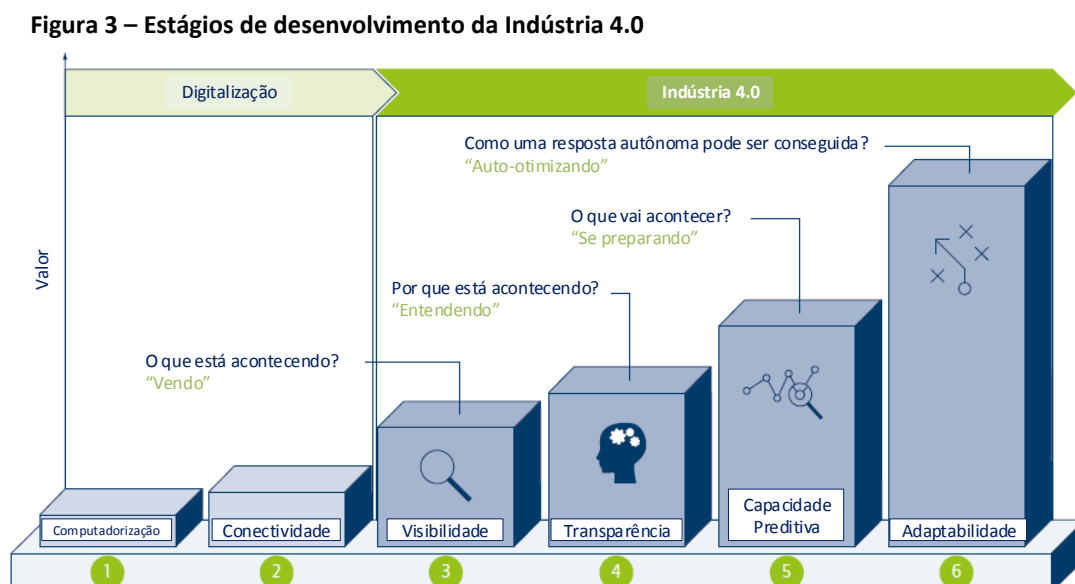 Figura 3 – Estágios de desenvolvimento da Indústria 4.0
Digitalização
Indústria 4.0
Valor
Como uma resposta autônoma pode ser conseguida?
“Auto-otimizando”
O que vai acontecer?
“Se preparando”
Por que está acontecendo?
“Entendendo”
O que está acontecendo?
“Vendo”
Computadorização
Conectividade
Visibilidade
Transparência
Capacidade
Preditiva
Adaptabilidade
1
2
3
4
5
6